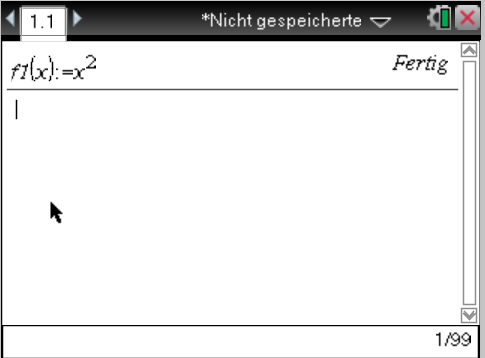 1.1 *Nicht gespeicherte
f1(x):=x² Fertig
1/99